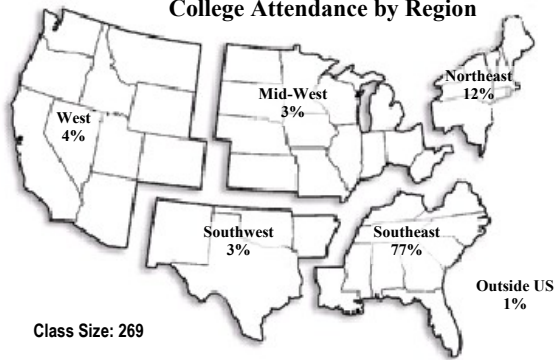 College Attendance by Region
Northeast
12%
Mid-West
3%
West
4%
Southwest
3%
Southeast
77%
Outside US
1%
Class Size: 269